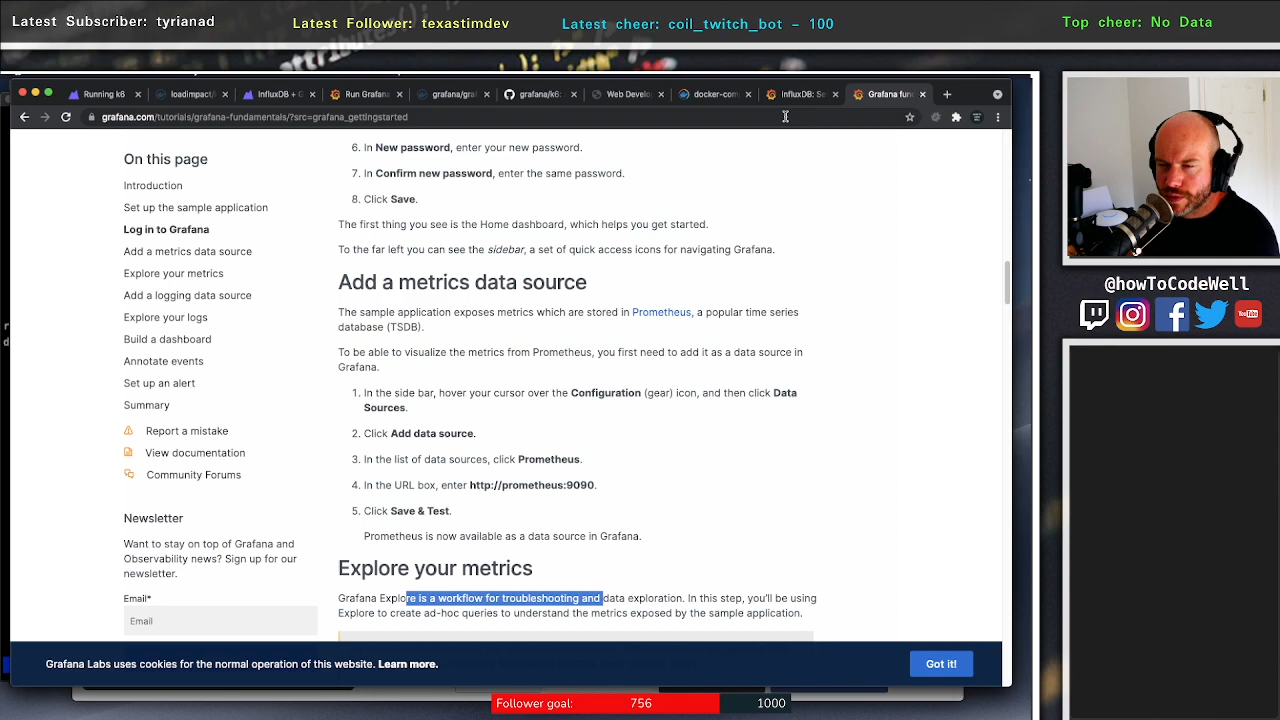 Latest Subscriber: tyrianad
Latest Follower: texastimdev
Latest cheer: coil_twitch_bot - 100
Top cheer: No Data
Running k6
loadimpact/
InfluxDB + G
Run Grafana
grafana/graf
grafana/k6:
Web Develo
docker-com
InfluxDB: Se
Grafana fun
grafana.com/tutorials/grafana-fundamentals/?src=grafana_gettingstarted
On this page
Introduction
Set up the sample application
Log in to Grafana
Add a metrics data source
Explore your metrics
Add a logging data source
Explore your logs
Build a dashboard
Annotate events
Set up an alert
Summary
Report a mistake
View documentation
Community Forums
Newsletter
Want to stay on top of Grafana and
Observability news? Sign up for our
newsletter.
Email*
Email
6. In New password, enter your new password.
7. In Confirm new password, enter the same password.
8. Click Save.
The first thing you see is the Home dashboard, which helps you get started.
To the far left you can see the sidebar, a set of quick access icons for navigating Grafana.
Add a metrics data source
The sample application exposes metrics which are stored in Prometheus, a popular time series
database (TSDB).
To be able to visualize the metrics from Prometheus, you first need to add it as a data source in
Grafana.
1. In the side bar, hover your cursor over the Configuration (gear) icon, and then click Data
Sources.
2. Click Add data source.
3. In the list of data sources, click Prometheus.
4. In the URL box, enter http://prometheus:9090.
5. Click Save & Test.
Prometheus is now available as a data source in Grafana.
Explore your metrics
Grafana Explore is a workflow for troubleshooting and data exploration. In this step, you'll be using
Explore to create ad-hoc queries to understand the metrics exposed by the sample application.
Grafana Labs uses cookies for the normal operation of this website. Learn more.
Got it!
@howToCodeWell
You Tube
Follower goal: 756 1000